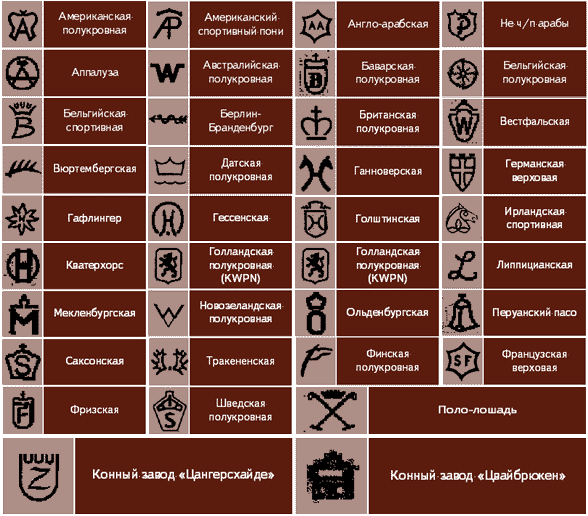 Американская
полукровная
Американский
спортивный пони
АА
Англо-арабская
Не ч/п арабы
Аппалуза
Австралийская
полукровная
B
Баварская
полукровная
Бельгийская
полукровная
B
Бельгийская
спортивная
Берлин-
Бранденбург
Британская
полукровная
W
Вестфальская
Вюртембергская
Датская
полукровная
Ганноверская
Германская
верховая
Гафлингер
Гессенская
Голштинская
Ирландская
спортивная
Кватерхорс
Голландская
полукровная
(KWPN)
Голландская
полукровная
(KWPN)
Липпицианская
Мекленбургская
Новозеландская
полукровная
Ольденбургская
Перуанский пасо
S
Саксонская
Тракененская
Финская
полукровная
SF
Французская
верховая
F
Фризская
S
Шведская
полукровная
Поло-лошадь
Z
Конный завод «Цангерсхайде»
Конный завод «Цвайбрюжен»